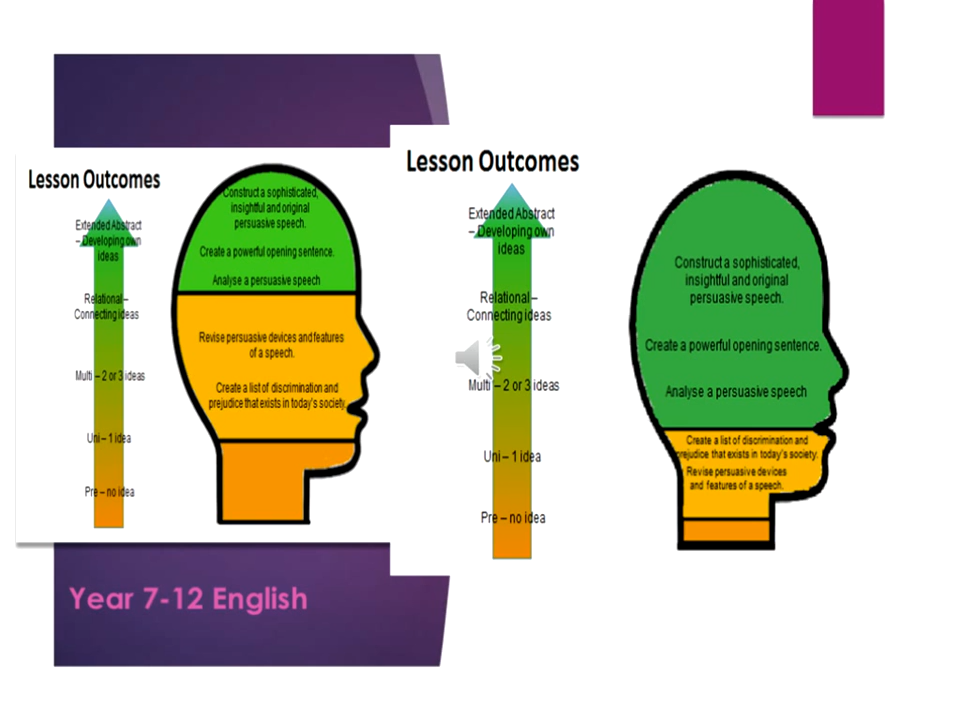 Lesson Outcomes
Extended Abstract
– Developing own
ideas
Relational –
Connecting ideas
Multi – 2 or 3 ideas
Uni – 1 idea
Pre – no idea
Construct a sophisticated,
insightful and original
persuasive speech.
Create a powerful opening sentence.
Analyse a persuasive speech
Revise persuasive devices and features
of a speech.
Create a list of discrimination and
prejudice that exists in today's society.
Lesson Outcomes
Extended Abstract
– Developing own
ideas
Relational –
Connecting ideas
Multi – 2 or 3 ideas
Uni – 1 idea
Pre – no idea
Construct a sophisticated,
insightful and original
persuasive speech.
Create a powerful opening sentence.
Analyse a persuasive speech
Create a list of discrimination and
prejudice that exists in today's society.
Revise persuasive devices
and features of a speech.
Year 7-12 English